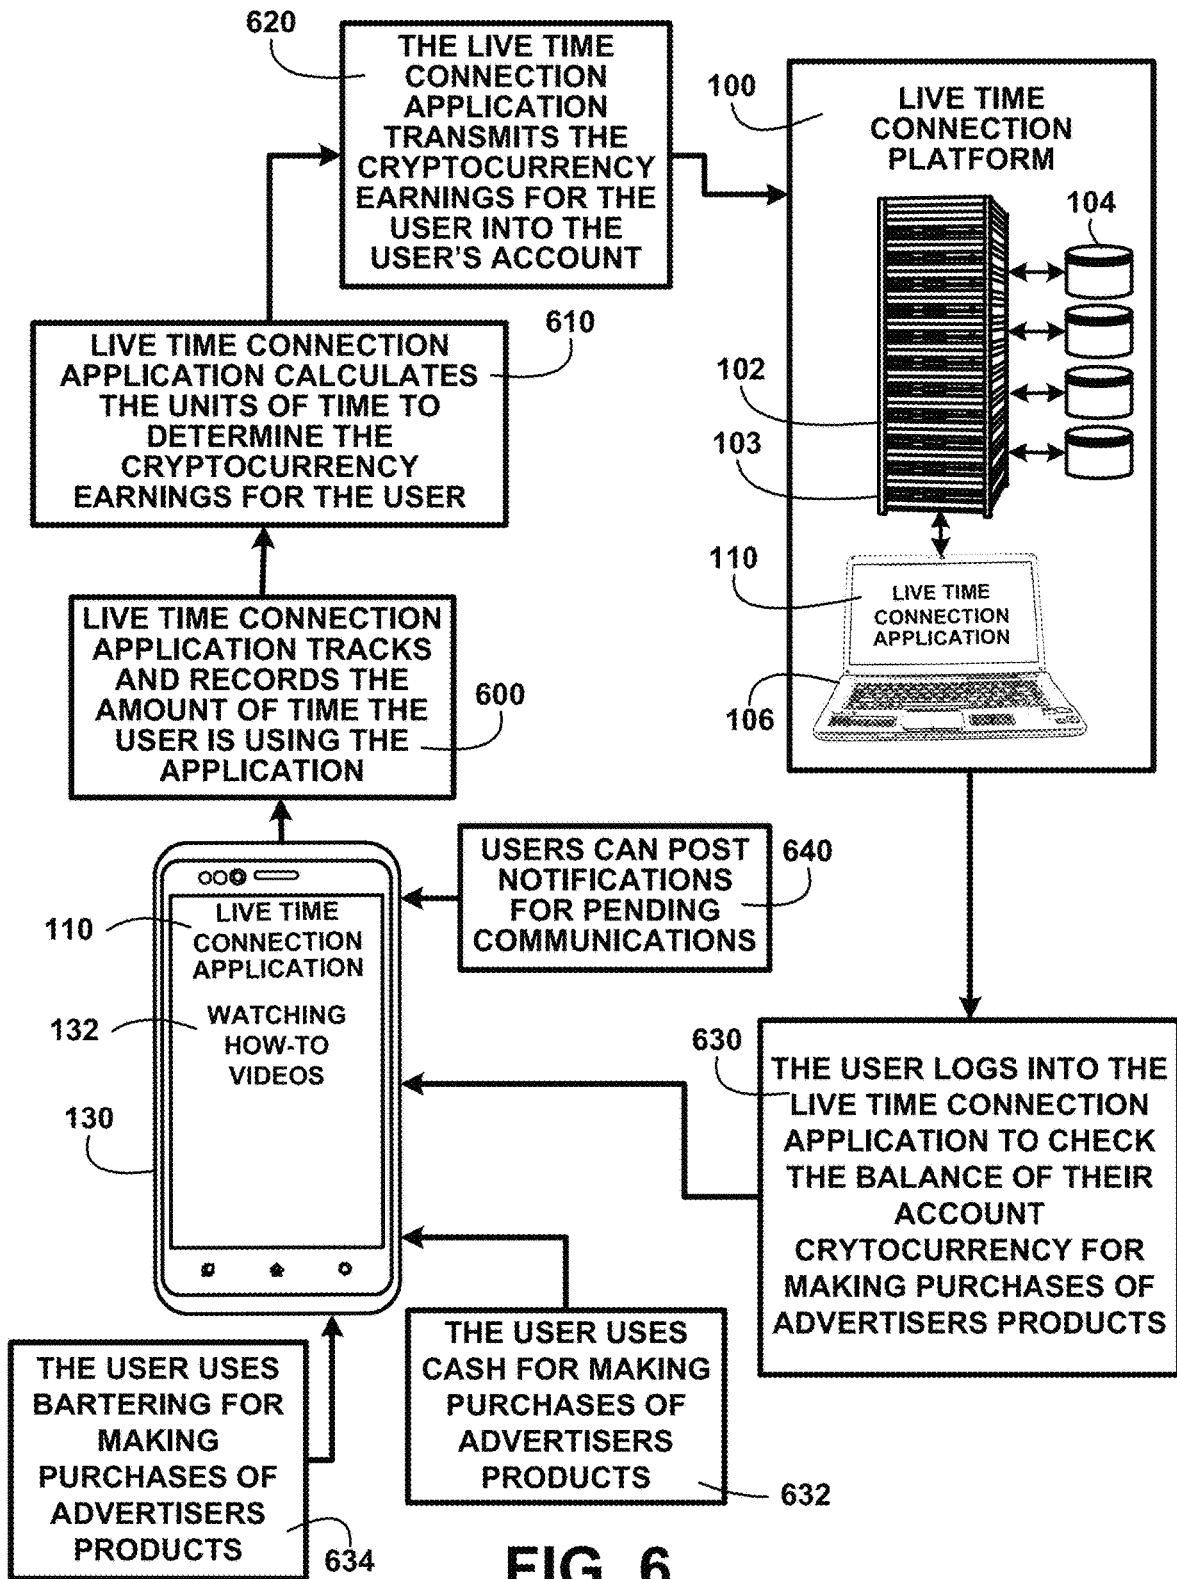 620
THE LIVE TIME
CONNECTION
APPLICATION
TRANSMITS THE
CRYPTOCURRENCY
EARNINGS FOR THE
USER INTO THE
USER'S ACCOUNT
100
LIVE TIME
CONNECTION
PLATFORM
104
102
103
110
LIVE TIME
CONNECTION
APPLICATION
106
610
LIVE TIME CONNECTION
APPLICATION CALCULATES
THE UNITS OF TIME TO
DETERMINE THE
CRYPTOCURRENCY
EARNINGS FOR THE USER
LIVE TIME CONNECTION
APPLICATION TRACKS
AND RECORDS THE
AMOUNT OF TIME THE
USER IS USING THE
APPLICATION
600
USERS CAN POST
NOTIFICATIONS
FOR PENDING
COMMUNICATIONS
640
110
LIVE TIME
CONNECTION
APPLICATION
132
WATCHING
HOW-TO
VIDEOS
130
630
THE USER LOGS INTO THE
LIVE TIME CONNECTION
APPLICATION TO CHECK
THE BALANCE OF THEIR
ACCOUNT
CRYTOCURRENCY FOR
MAKING PURCHASES OF
ADVERTISERS PRODUCTS
THE USER USES
CASH FOR MAKING
PURCHASES OF
ADVERTISERS
PRODUCTS
632
THE USER USES
BARTERING FOR
MAKING
PURCHASES OF
ADVERTISERS
PRODUCTS
634
FIG. 6